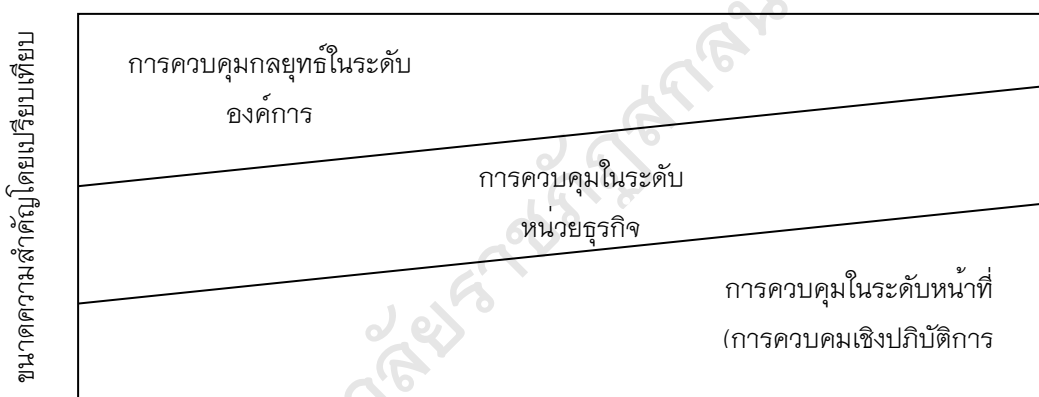 ขนาดความสำคัญโดยเปรียบเทียบ
การควบคุมกลยุทธ์ในระดับ
องค์การ
การควบคุมในระดับ
หน่วยธุรกิจ
การควบคุมในระดับหน้าที่
(การควบคมเชิงปภิบัติการ